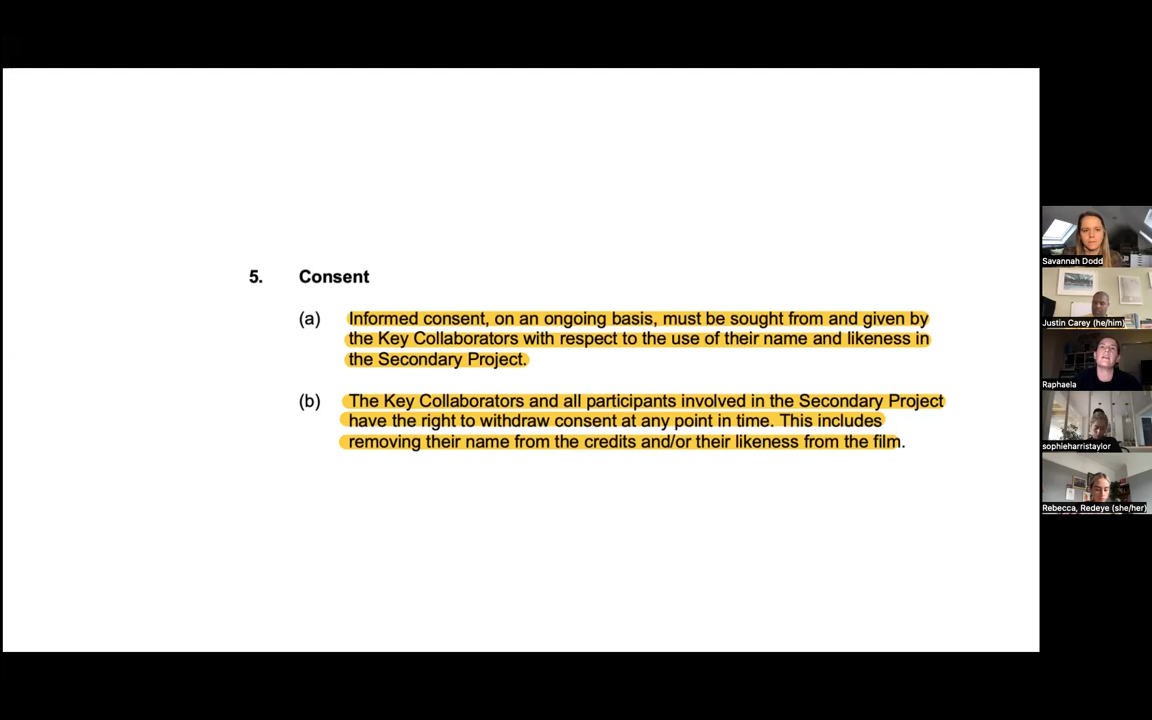 5. Consent
(a) Informed consent, on an ongoing basis, must be sought from and given by
the Key Collaborators with respect to the use of their name and likeness in
the Secondary Project.
(b) The Key Collaborators and all participants involved in the Secondary Project
have the right to withdraw consent at any point in time. This includes
removing their name from the credits and/or their likeness from the film.
Savannah Dodd
Justin Carey (he/him)
Raphaela
sophieharristaylor
Rebecca, Redeye (she/her)